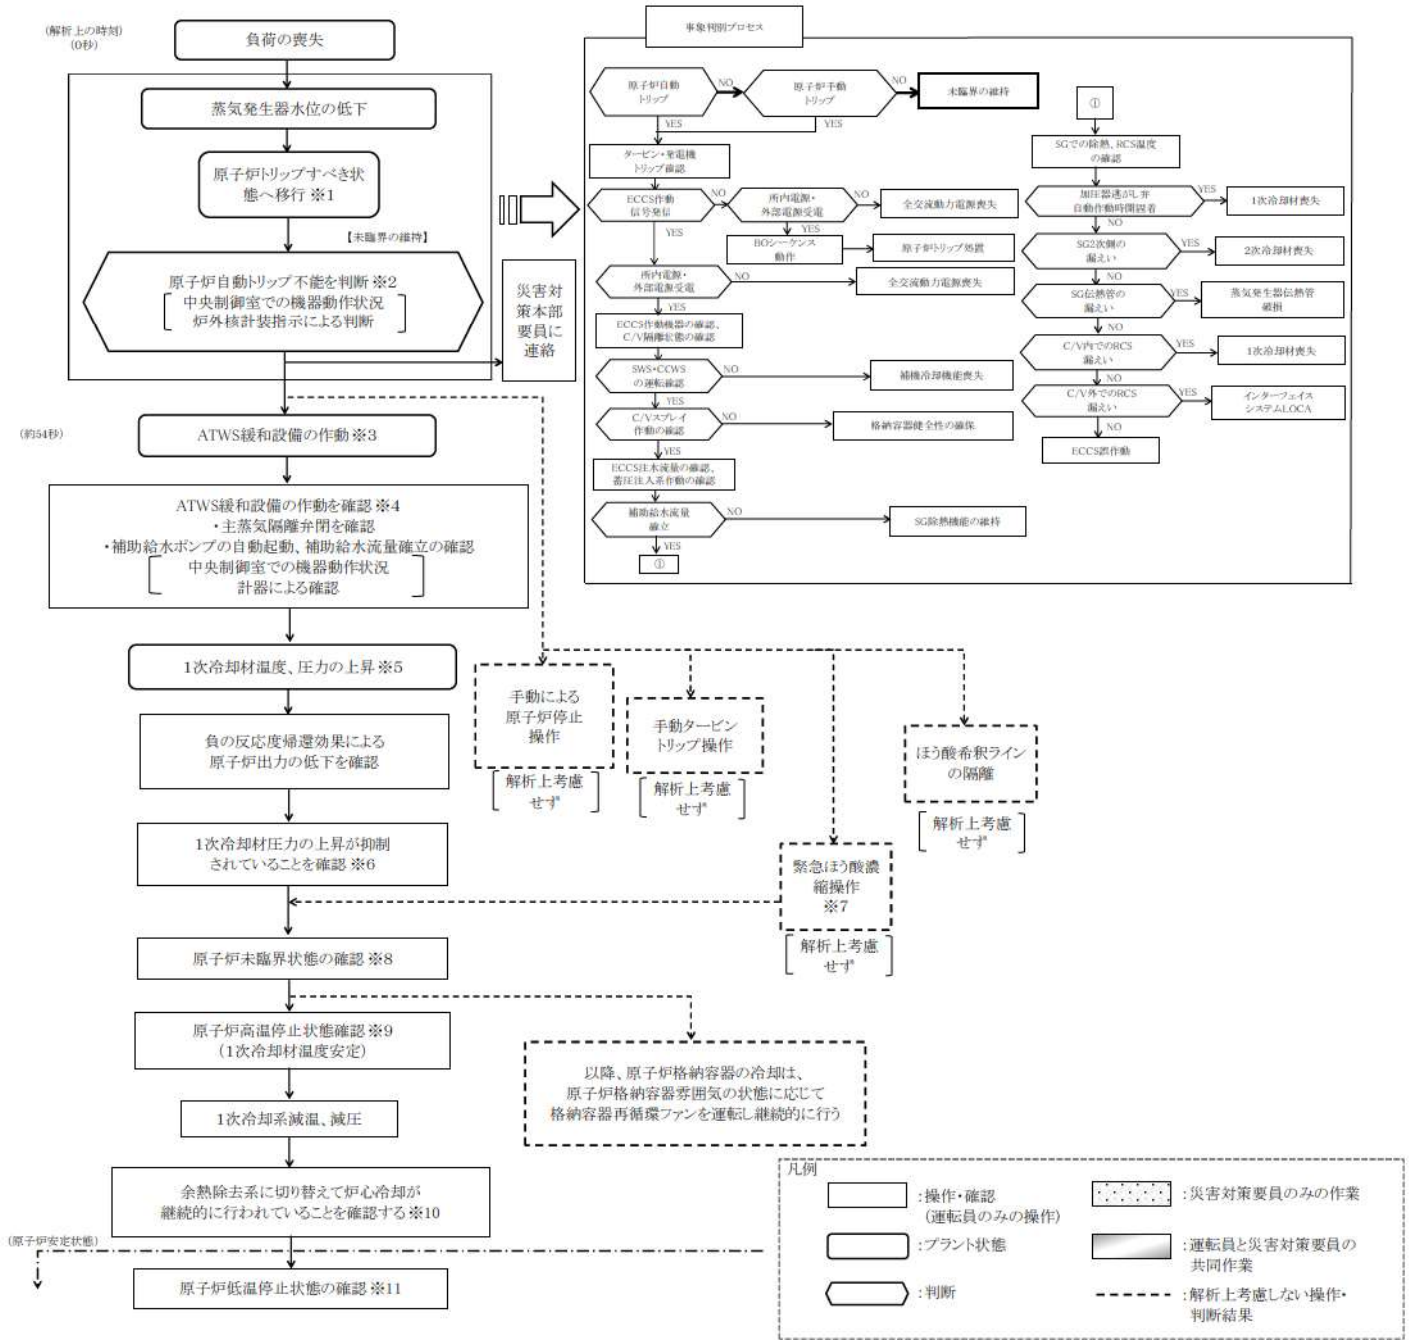 (解析上の時刻)
(0秒)
負荷の喪失
蒸気発生器水位の低下
原子炉トリップすべき状
態へ移行 ※1
【未臨界の維持】
原子炉自動トリップ不能を判断 ※2
中央制御室での機器動作状況
炉外核計装指示による判断
災害対
策本部
要員に
連絡
(約54秒)
ATWS緩和設備の作動 ※3
ATWS緩和設備の作動を確認 ※4
・主蒸気隔離弁閉を確認
・補助給水ポンプの自動起動、補助給水流量確立の確認
中央制御室での機器動作状況
計器による確認
1次冷却材温度、圧力の上昇 ※5
負の反応度帰還効果による
原子炉出力の低下を確認
1次冷却材圧力の上昇が抑制
されていることを確認 ※6
原子炉未臨界状態の確認 ※8
原子炉高温停止状態確認 ※9
(1次冷却材温度安定)
1次冷却系減温、減圧
余熱除去系に切り替えて炉心冷却が
継続的に行われていることを確認する ※10
(原子炉安定状態)
原子炉低温停止状態の確認 ※11
手動による
原子炉停止
操作
解析上考慮
せず
手動タービン
トリップ操作
解析上考慮
せず
緊急ほう酸濃
縮操作
※7
解析上考慮
せず
ほう酸希釈ライン
の隔離
解析上考慮
せず
以降、原子炉格納容器の冷却は、
原子炉格納容器雰囲気の状態に応じて
格納容器再循環ファンを運転し継続的に行う
事象判別プロセス
原子炉自動
トリップ
NO
原子炉手動
トリップ
NO
未臨界の維持
YES
YES
タービン・発電機
トリップ確認
ECCS作動
信号発信
NO
所内電源・
外部電源受電
NO
全交流動力電源喪失
YES
YES
BOシーケンス
動作
原子炉トリップ処置
所内電源・
外部電源受電
NO
全交流動力電源喪失
YES
ECCS作動機器の確認、
C/V隔離状態の確認
SWS・CCWS
の運転確認
NO
補機冷却機能喪失
YES
C/Vスプレイ
作動の確認
NO
格納容器健全性の確保
YES
ECCS注水流量の確認、
蓄圧注入系作動の確認
補助給水流量
確立
NO
SG除熱機能の維持
YES
①
①
SGでの除熱、RCS温度
の確認
加圧器逃がし弁
自動作動時開固着
YES
1次冷却材喪失
NO
SG2次側の
漏えい
YES
2次冷却材喪失
NO
SG伝熱管の
漏えい
YES
蒸気発生器伝熱管
破損
NO
C/V内でのRCS
漏えい
YES
1次冷却材喪失
NO
C/V外でのRCS
漏えい
YES
インターフェイス
システムLOCA
NO
ECCS誤作動
凡例
:操作・確認
(運転員のみの操作)
:プラント状態
:判断
:災害対策要員のみの作業
:運転員と災害対策要員の
共同作業
:解析上考慮しない操作・
判断結果